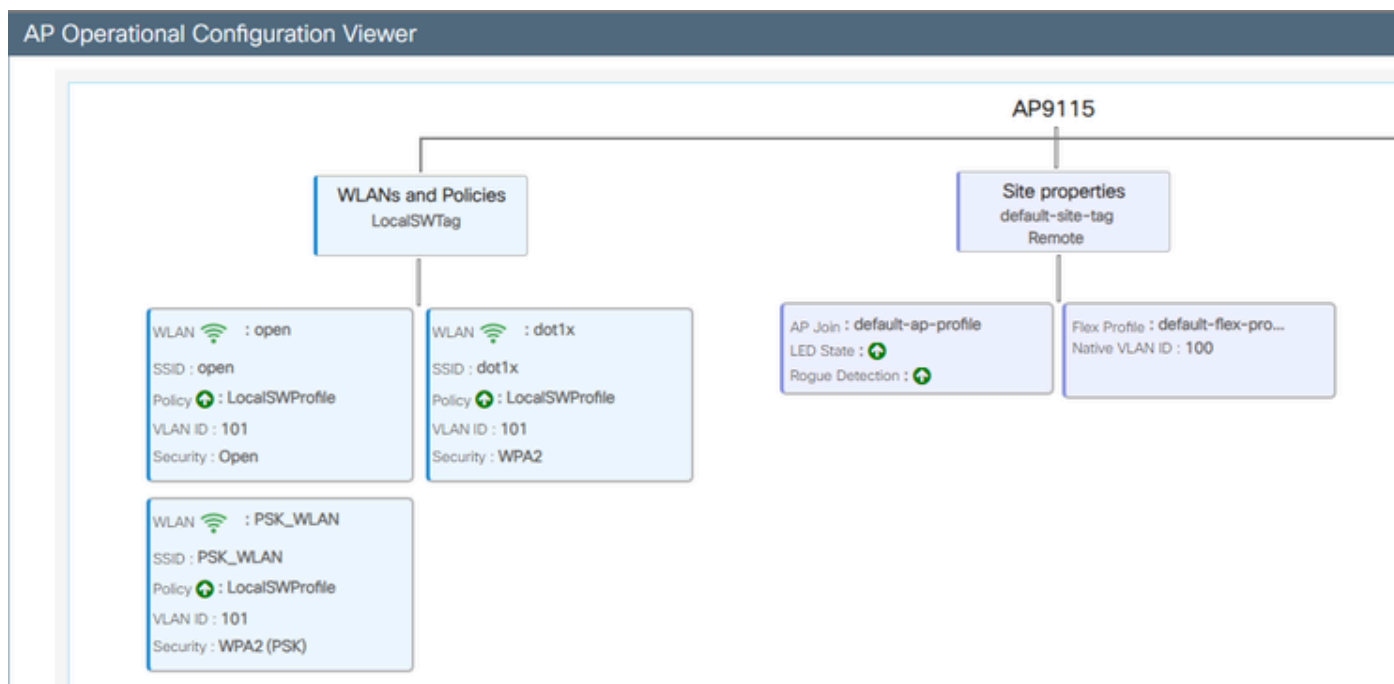 AP Operational Configuration Viewer
AP9115
WLANs and Policies
LocalSWTag
Site properties
default-site-tag
Remote
WLAN : open
SSID : open
Policy : LocalSWProfile
VLAN ID : 101
Security : Open
WLAN : dot1x
SSID : dot1x
Policy : LocalSWProfile
VLAN ID : 101
Security : WPA2
AP Join : default-ap-profile
LED State :
Rogue Detection :
Flex Profile : default-flex-pro...
Native VLAN ID : 100
WLAN : PSK_WLAN
SSID : PSK_WLAN
Policy : LocalSWProfile
VLAN ID : 101
Security : WPA2 (PSK)